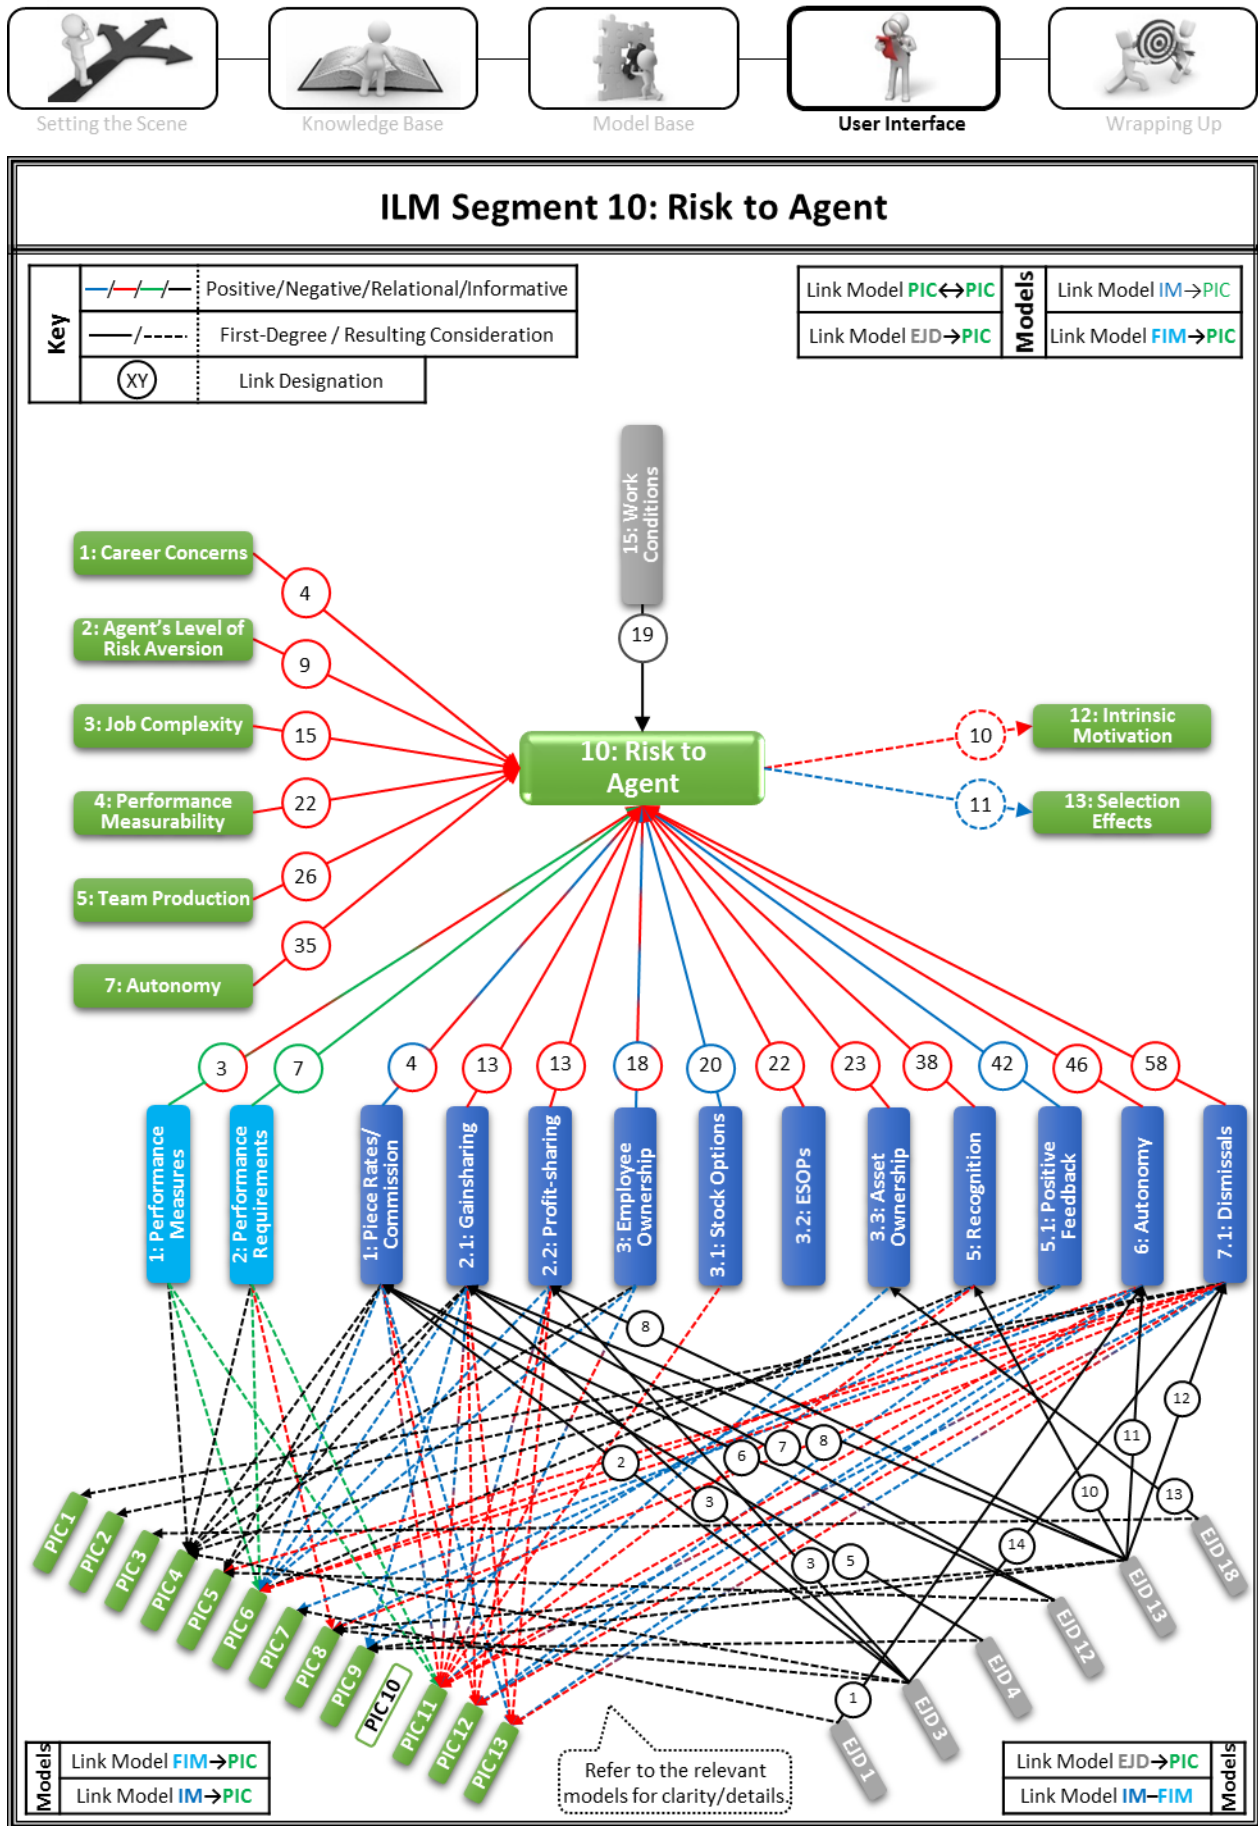 Setting the Scene
Knowledge Base
Model Base
User Interface
Wrapping Up
ILM Segment 10: Risk to Agent
Key
Positive/Negative/Relational/Informative
First-Degree / Resulting Consideration
XY
Link Designation
Link Model PIC↔PIC
Link Model EJD→PIC
Models
Link Model IM→PIC
Link Model FIM→PIC
15: Work
Conditions
19
1: Career Concerns
4
2: Agent's Level of
Risk Aversion
9
3: Job Complexity
15
4: Performance
Measurability
22
5: Team Production
26
7: Autonomy
35
10: Risk to
Agent
10
12: Intrinsic
Motivation
11
13: Selection
Effects
3
7
4
13
13
18
20
22
23
38
42
46
58
1: Performance
Measures
2: Performance
Requirements
1: Piece Rates/
Commission
2.1: Gainsharing
2.2: Profit-sharing
3: Employee
Ownership
3.1: Stock Options
3.2: ESOPs
3.3: Asset
Ownership
5: Recognition
5.1: Positive
Feedback
6: Autonomy
7.1: Dismissals
8
12
2
6
7
8
11
3
10
13
14
3
5
1
PIC 1
PIC 2
PIC 3
PIC 4
PIC 5
PIC 6
PIC 7
PIC 8
PIC 9
PIC 10
PIC 11
PIC 12
PIC 13
EJD 1
EJD 3
EJD 4
EJD 12
EJD 13
EJD 18
Models
Link Model FIM→PIC
Link Model IM→PIC
Refer to the relevant
models for clarity/details.
Link Model EJD→PIC
Link Model IM–FIM
Models